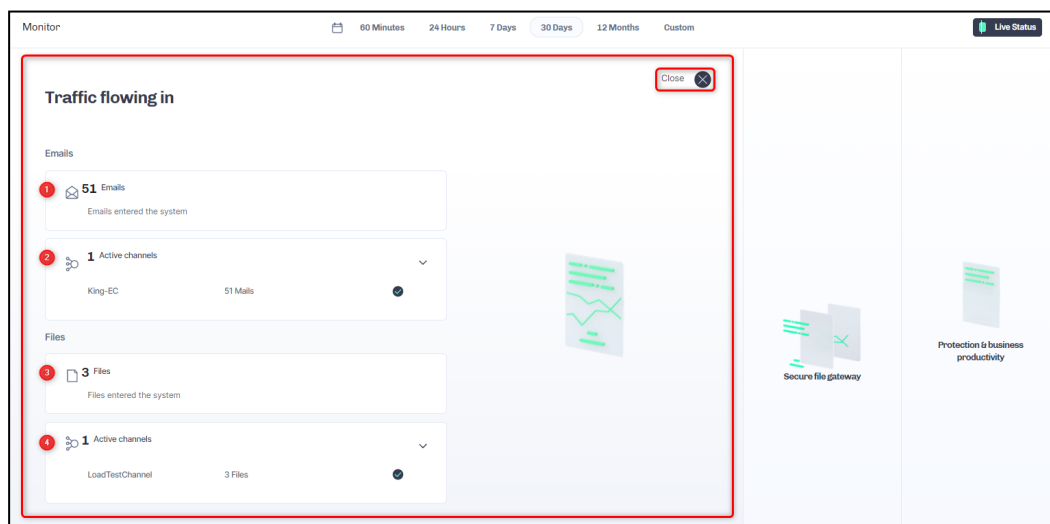 Monitor
60 Minutes 24 Hours 7 Days 30 Days 12 Months Custom
Live Status
Close
Traffic flowing in
Emails
1 51 Emails
Emails entered the system
2 1 Active channels
King-EC 51 Mails
Files
3 3 Files
Files entered the system
4 1 Active channels
LoadTestChannel 3 Files
Secure file gateway
Protection & business
productivity